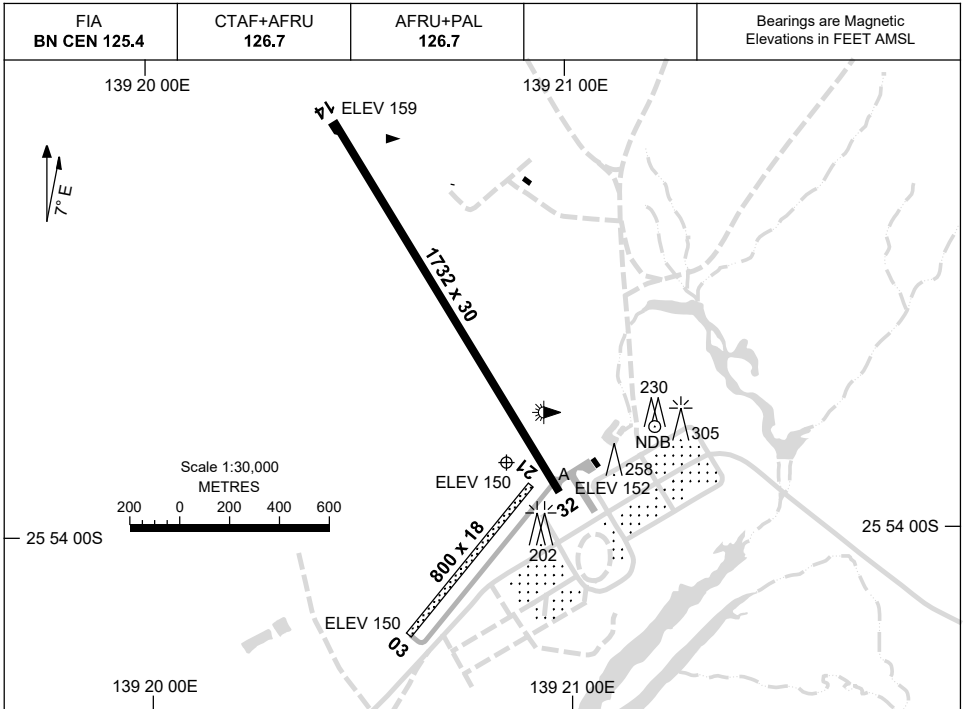 FIA
BN CEN 125.4
CTAF+AFRU
126.7
AFRU+PAL
126.7
Bearings are Magnetic
Elevations in FEET AMSL
139 20 00E
139 21 00E
14
ELEV 159
7° E
1732 x 30
230
NDB
305
258
Scale 1:30,000
METRES
200 0 200 400 600
21
ELEV 150
A
ELEV 152
32
25 54 00S
25 54 00S
800 x 18
202
ELEV 150
03
139 20 00E
139 21 00E